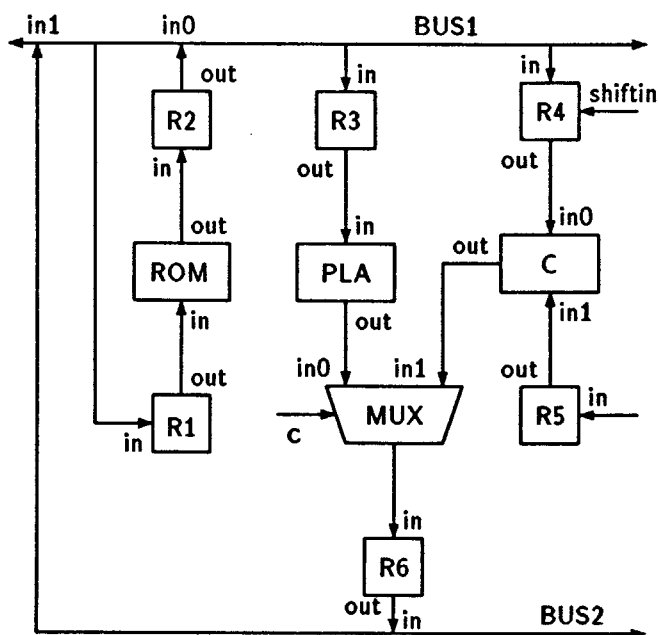 in1 in0 BUS1
out in in
R2 R3 R4 shiftin
in out out
out in in0
ROM PLA out C
in out in1
out in0 in1 out
R1 MUX R5 in
in c
in
R6
out in BUS2